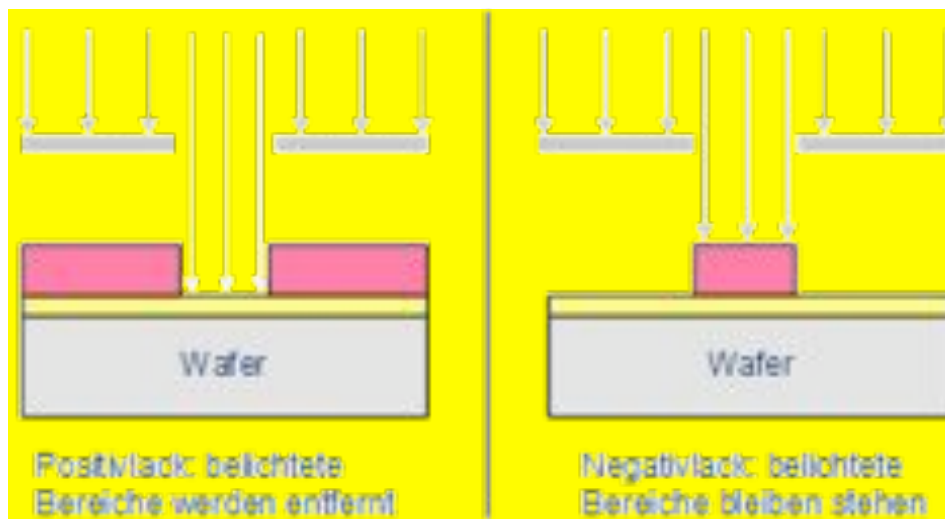 Wafer
Positivlack: belichtete
Bereiche werden entfernt
Wafer
Negativlack: belichtete
Bereiche bleiben stehen